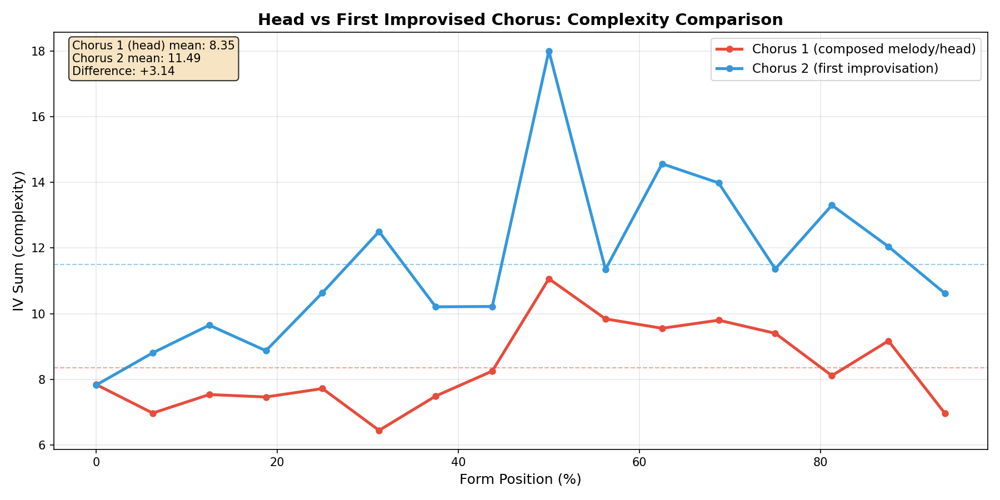 Head vs First Improvised Chorus: Complexity Comparison
Chorus 1 (head) mean: 8.35
Chorus 2 mean: 11.49
Difference: +3.14
Chorus 1 (composed melody/head)
Chorus 2 (first improvisation)
IV Sum (complexity)
18
16
14
12
10
8
6
0 20 40 60 80
Form Position (%)